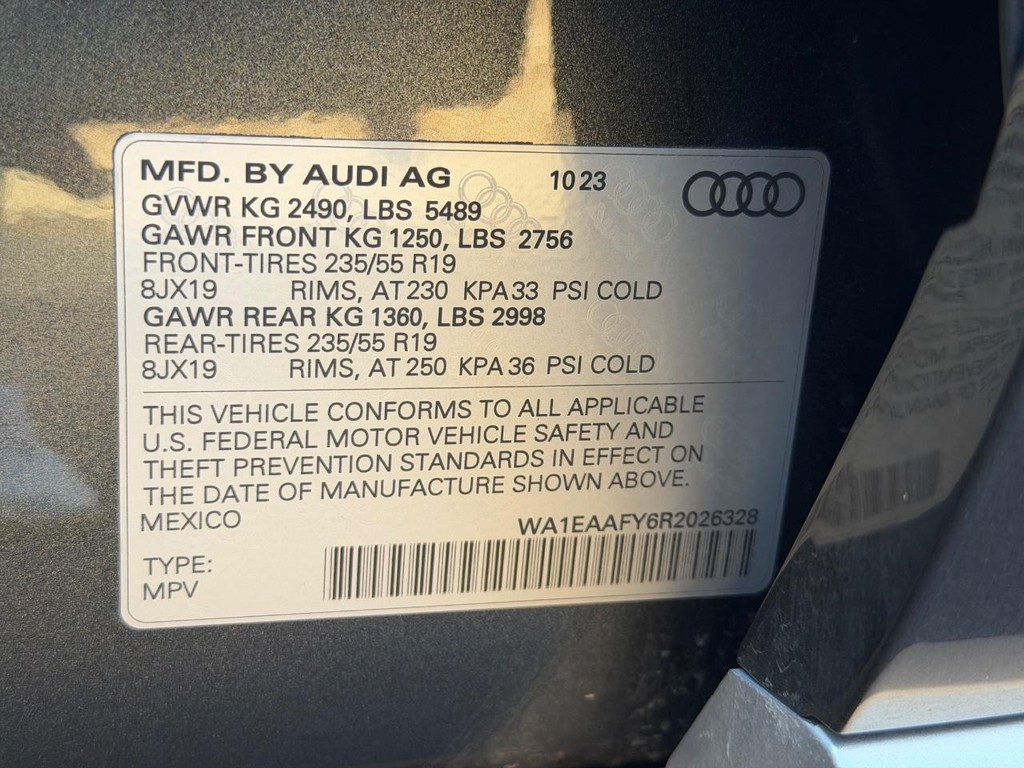 MFD. BY AUDI AG 10 23
GVWR KG 2490, LBS 5489
GAWR FRONT KG 1250, LBS 2756
FRONT-TIRES 235/55 R19
8JX19 RIMS, AT 230 KPA 33 PSI COLD
GAWR REAR KG 1360, LBS 2998
REAR-TIRES 235/55 R19
8JX19 RIMS, AT 250 KPA 36 PSI COLD
THIS VEHICLE CONFORMS TO ALL APPLICABLE
U.S. FEDERAL MOTOR VEHICLE SAFETY AND
THEFT PREVENTION STANDARDS IN EFFECT ON
THE DATE OF MANUFACTURE SHOWN ABOVE.
MEXICO WA1EAAFY6R2026328
TYPE:
MPV